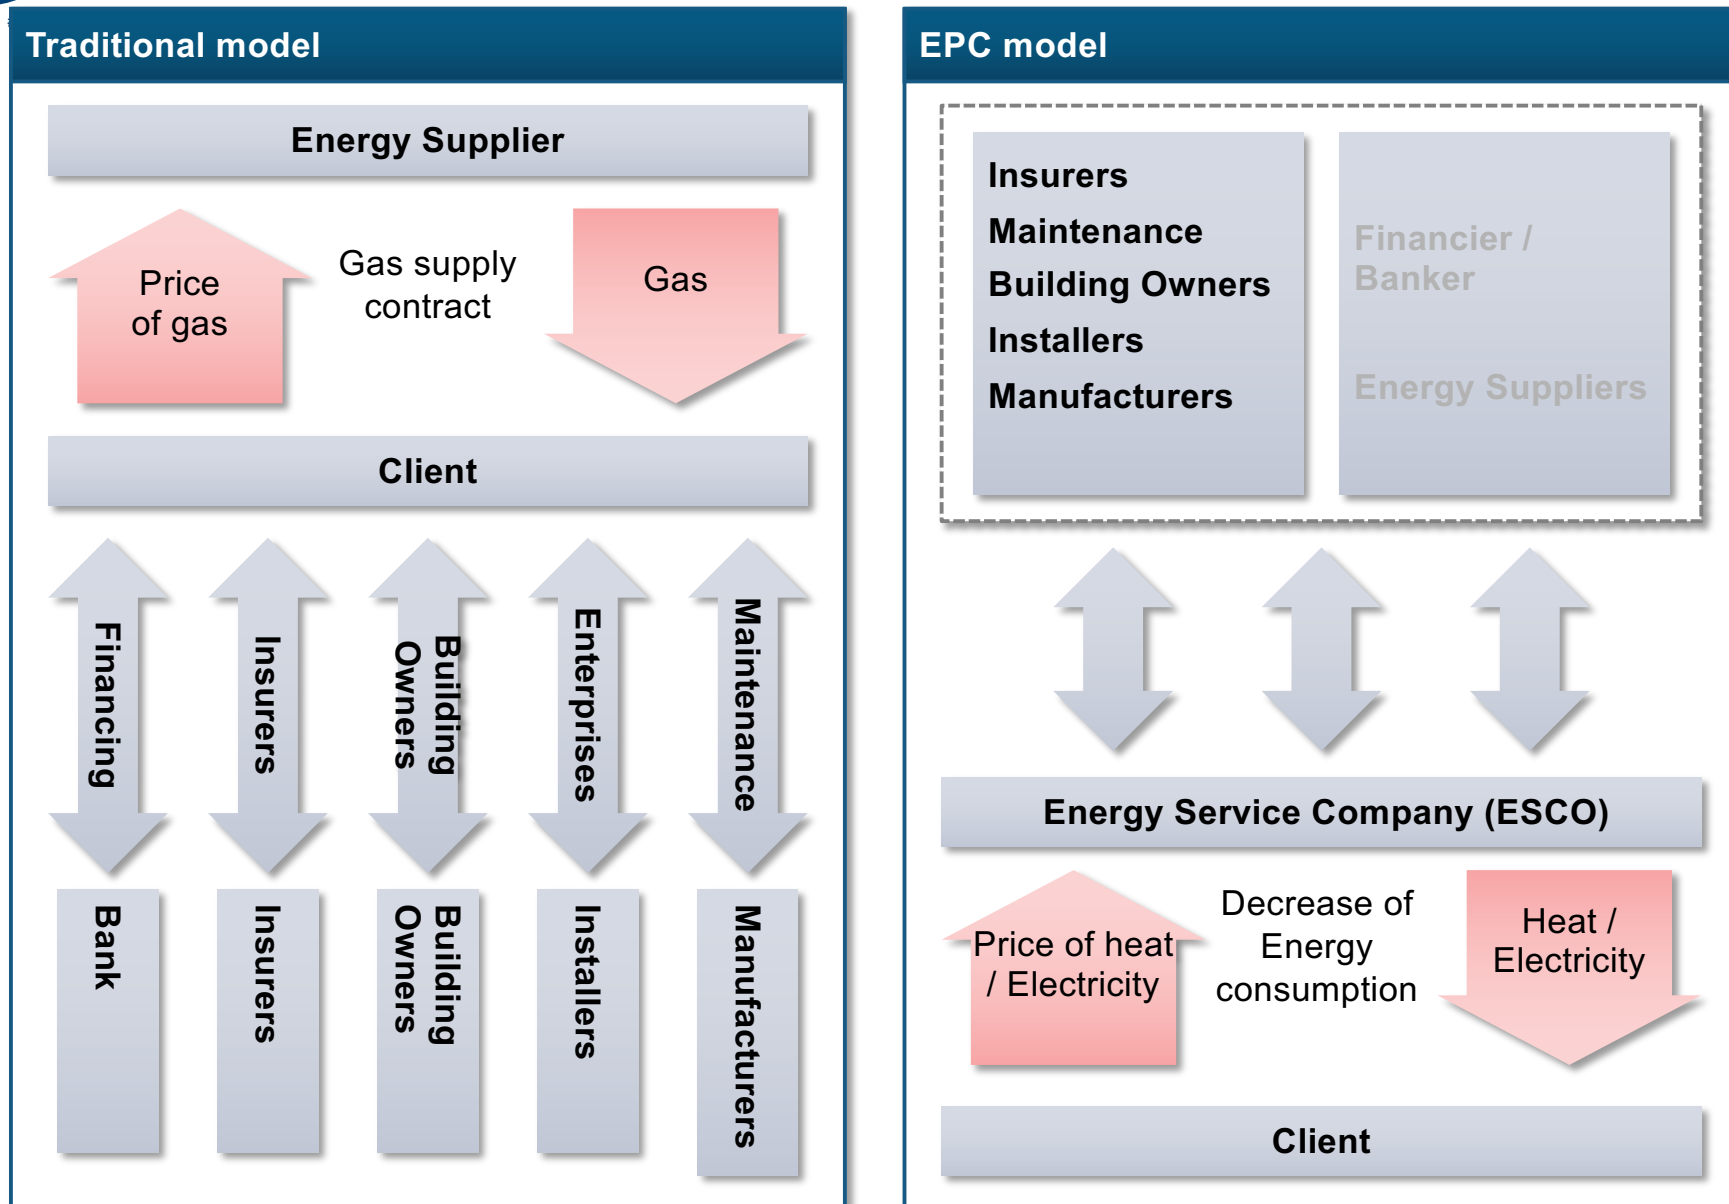 Traditional model
Energy Supplier
Price
of gas
Gas supply
contract
Gas
Client
Financing
Insurers
Building
Owners
Enterprises
Maintenance
Bank
Insurers
Building
Owners
Installers
Manufacturers
EPC model
Insurers
Maintenance
Building Owners
Installers
Manufacturers
Financier /
Banker
Energy Suppliers
Energy Service Company (ESCO)
Price of heat
/ Electricity
Decrease of
Energy
consumption
Heat /
Electricity
Client